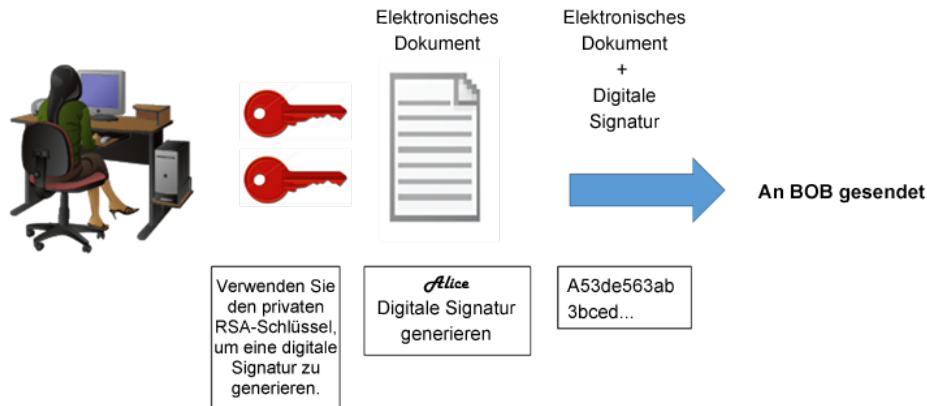 Elektronisches
Dokument
Elektronisches
Dokument
+
Digitale
Signatur
An BOB gesendet
Verwenden Sie
den privaten
RSA-Schlüssel,
um eine digitale
Signatur zu
generieren.
Alice
Digitale Signatur
generieren
A53de563ab
3bced...